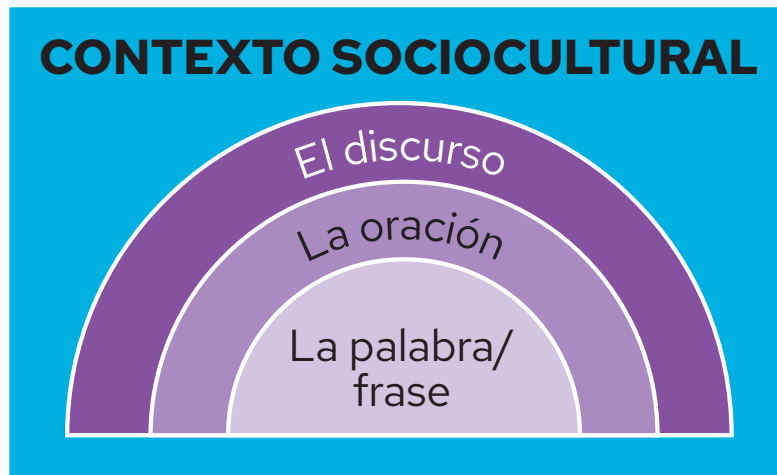 CONTEXTO SOCIOCULTURAL
El discurso
La oración
La palabra/
frase